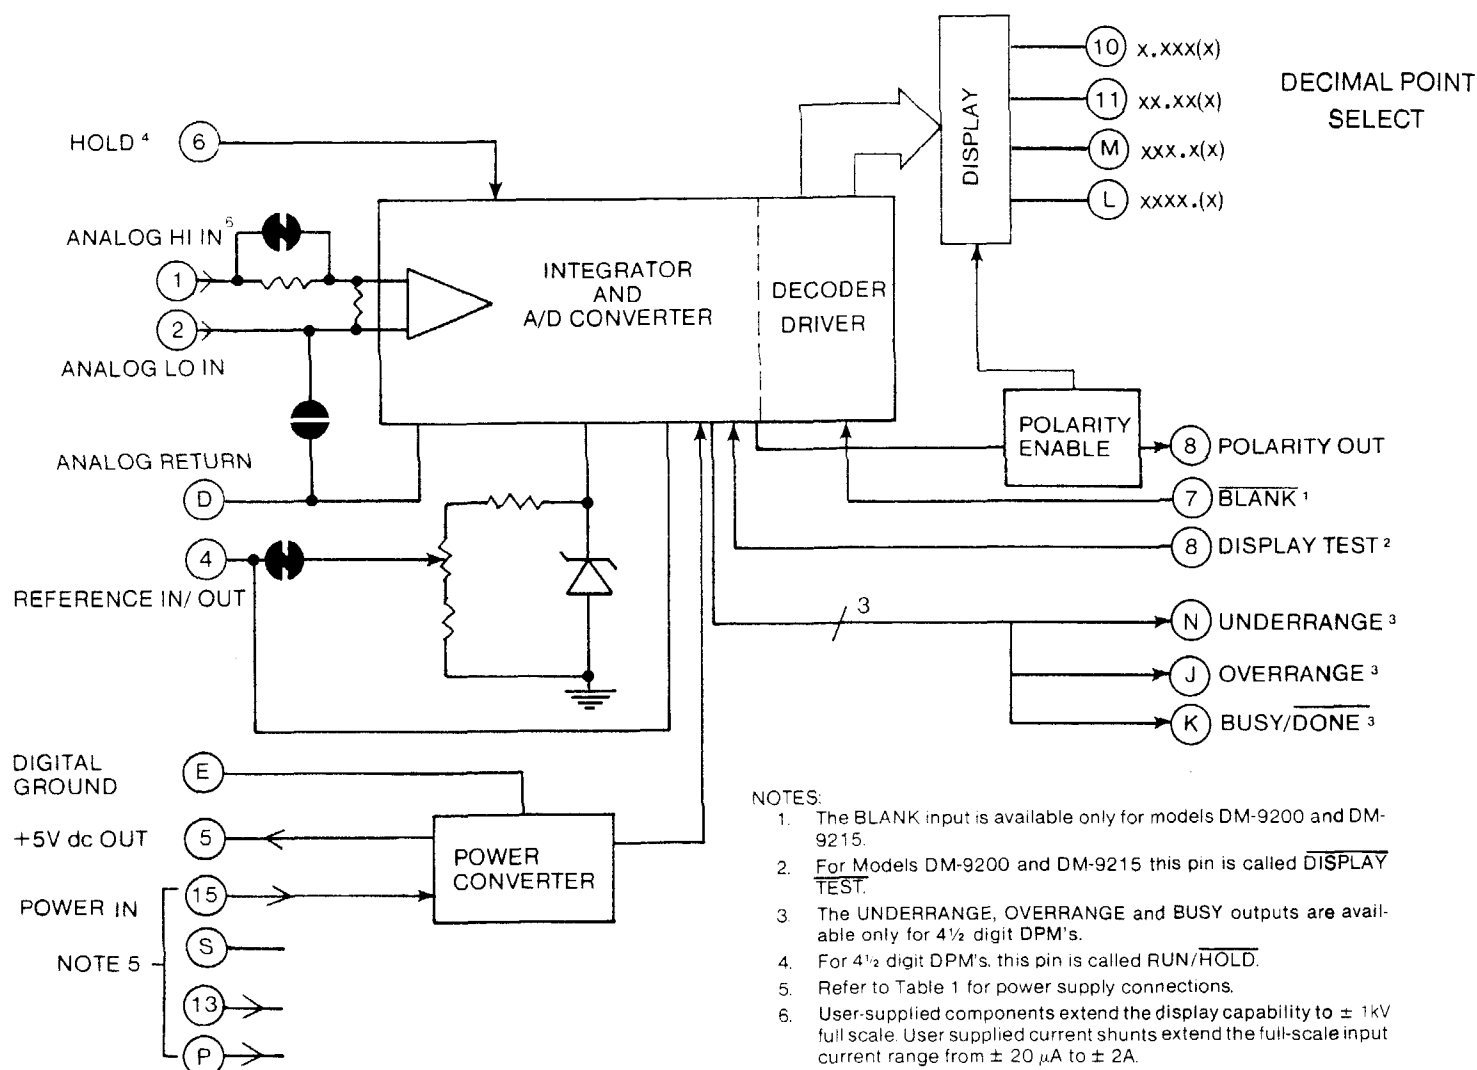 10 x.xxx(x)
11 xx.xx(x)
M xxx.x(x)
L xxxx.(x)
DECIMAL POINT
SELECT
DISPLAY
HOLD 4 6
ANALOG HI IN 6
1
2
ANALOG LO IN
INTEGRATOR
AND
A/D CONVERTER
DECODER
DRIVER
ANALOG RETURN
D
POLARITY
ENABLE
8 POLARITY OUT
7 BLANK 1
8 DISPLAY TEST 2
4
REFERENCE IN/ OUT
3
N UNDERRANGE 3
J OVERRANGE 3
K BUSY/DONE 3
DIGITAL
GROUND
E
+5V dc OUT 5
POWER
CONVERTER
POWER IN
15
NOTE 5
S
13
P
NOTES:
1. The BLANK input is available only for models DM-9200 and DM-
9215.
2. For Models DM-9200 and DM-9215 this pin is called DISPLAY
TEST.
3. The UNDERRANGE, OVERRANGE and BUSY outputs are avail-
able only for 4½ digit DPM's.
4. For 4½ digit DPM's. this pin is called RUN/HOLD.
5. Refer to Table 1 for power supply connections.
6. User-supplied components extend the display capability to ± 1kV
full scale. User supplied current shunts extend the full-scale input
current range from ± 20 µA to ± 2A.